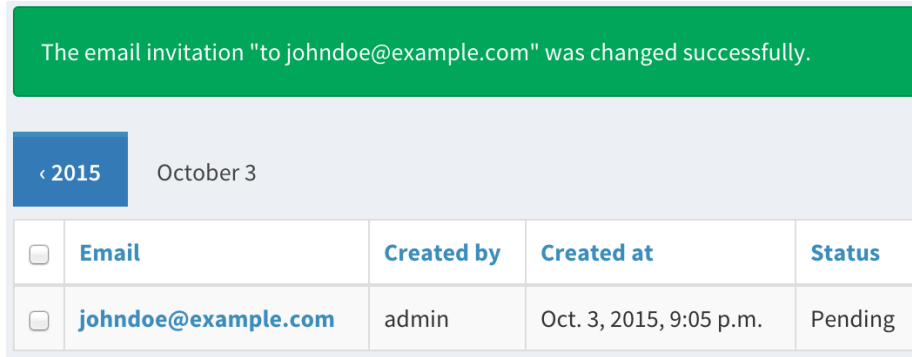 The email invitation "to johndoe@example.com" was changed successfully.
‹ 2015 October 3
Email Created by Created at Status
johndoe@example.com admin Oct. 3, 2015, 9:05 p.m. Pending